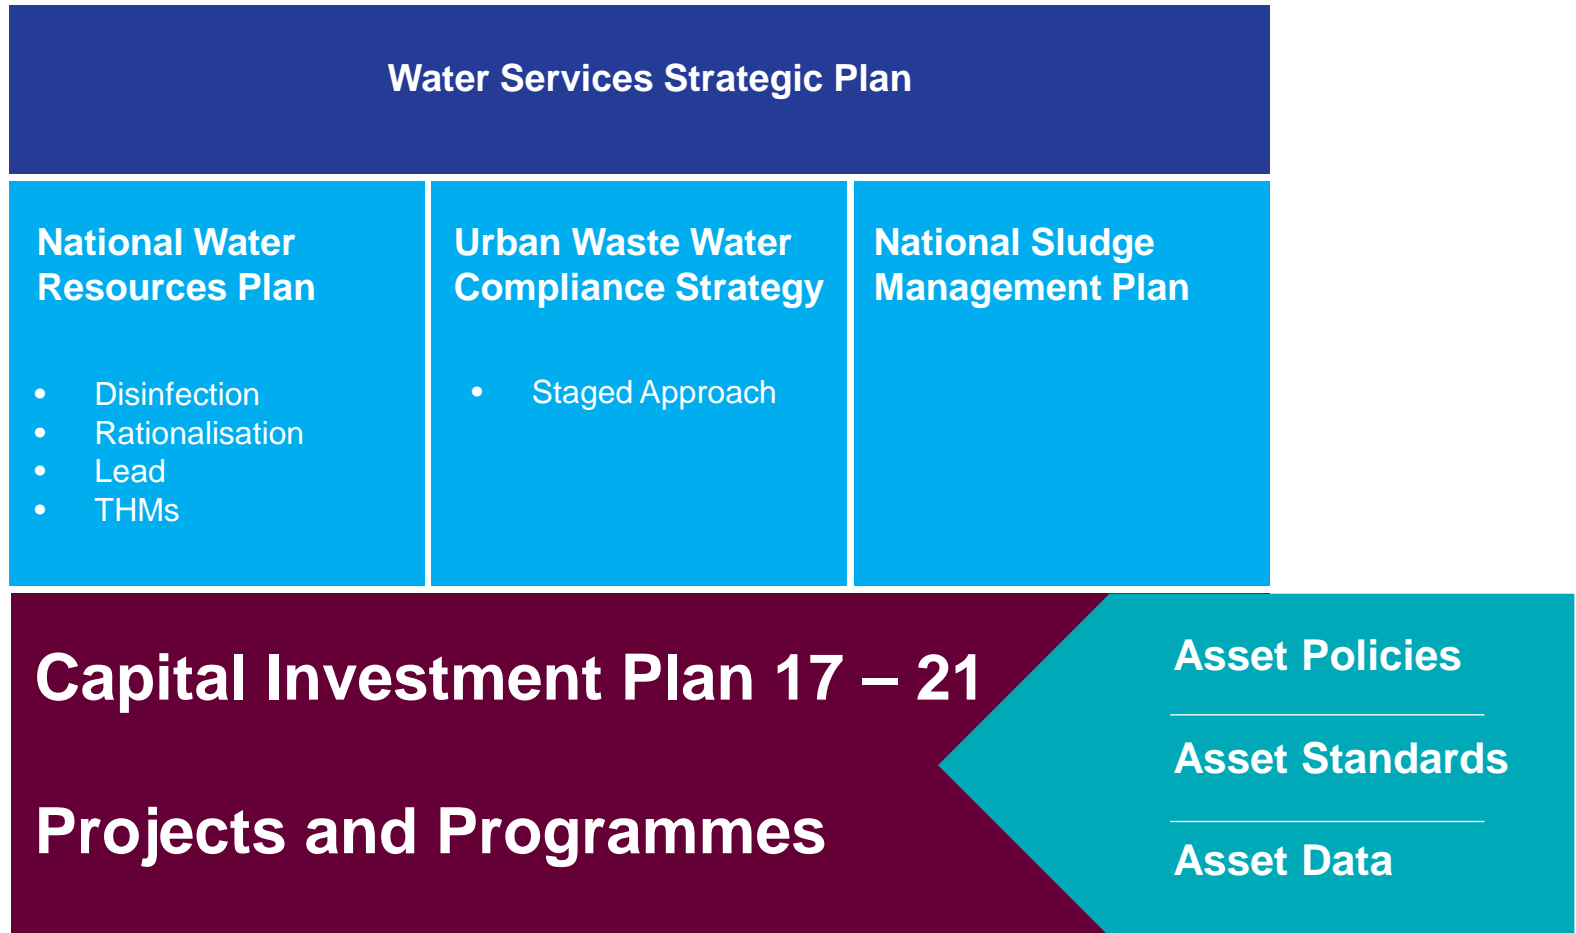 Water Services Strategic Plan
National Water
Resources Plan
• Disinfection
• Rationalisation
• Lead
• THMs
Urban Waste Water
Compliance Strategy
• Staged Approach
National Sludge
Management Plan
Capital Investment Plan 17 – 21
Projects and Programmes
Asset Policies
Asset Standards
Asset Data